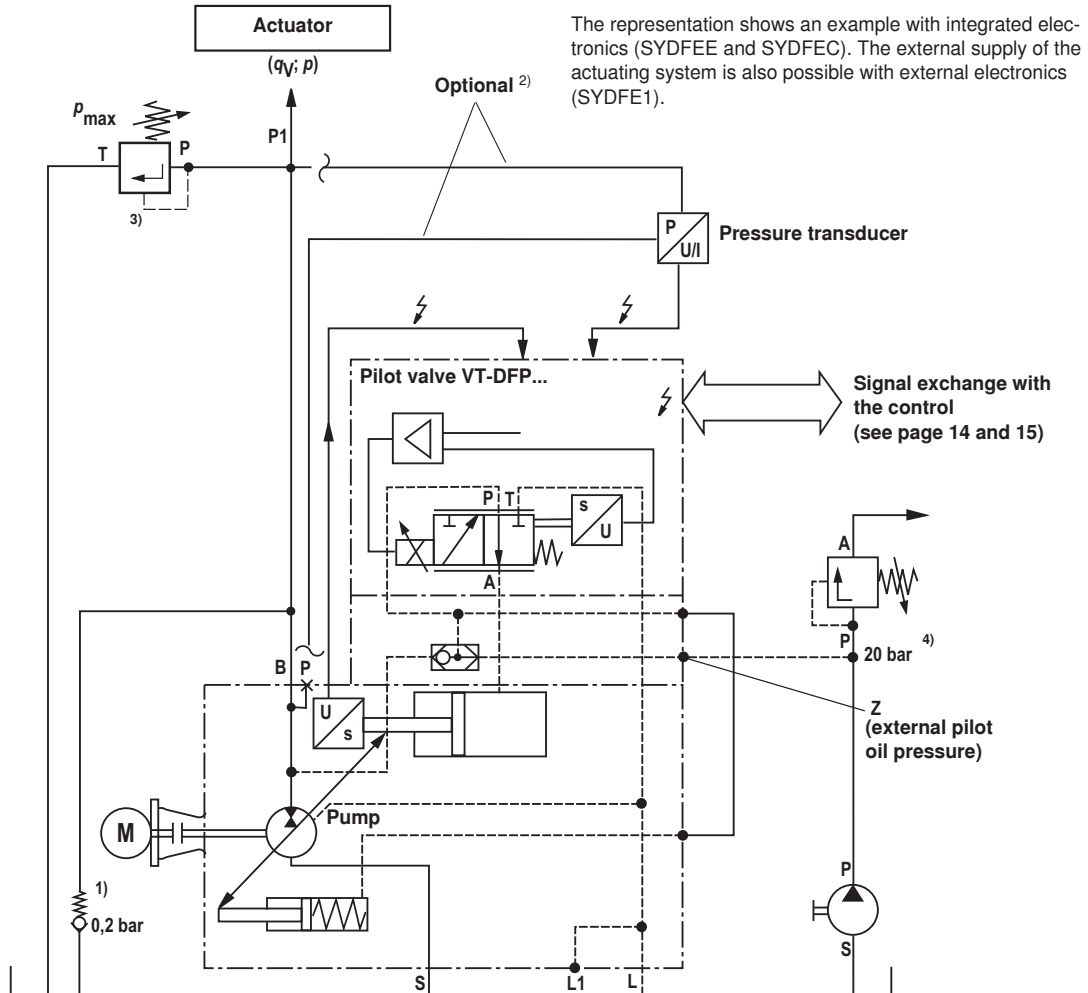 Actuator
(qV; p)
The representation shows an example with integrated elec-
tronics (SYDFEE and SYDFEC). The external supply of the
actuating system is also possible with external electronics
(SYDFE1).
Optional 2)
pmax
P1
T
P
3)
P
U/I
Pressure transducer
Pilot valve VT-DFP...
Signal exchange with
the control
(see page 14 and 15)
P T
s
U
A
A
P
20 bar 4)
B P
Z
(external pilot
oil pressure)
U
s
Pump
M
1)
0,2 bar
P
S
S
L1
L